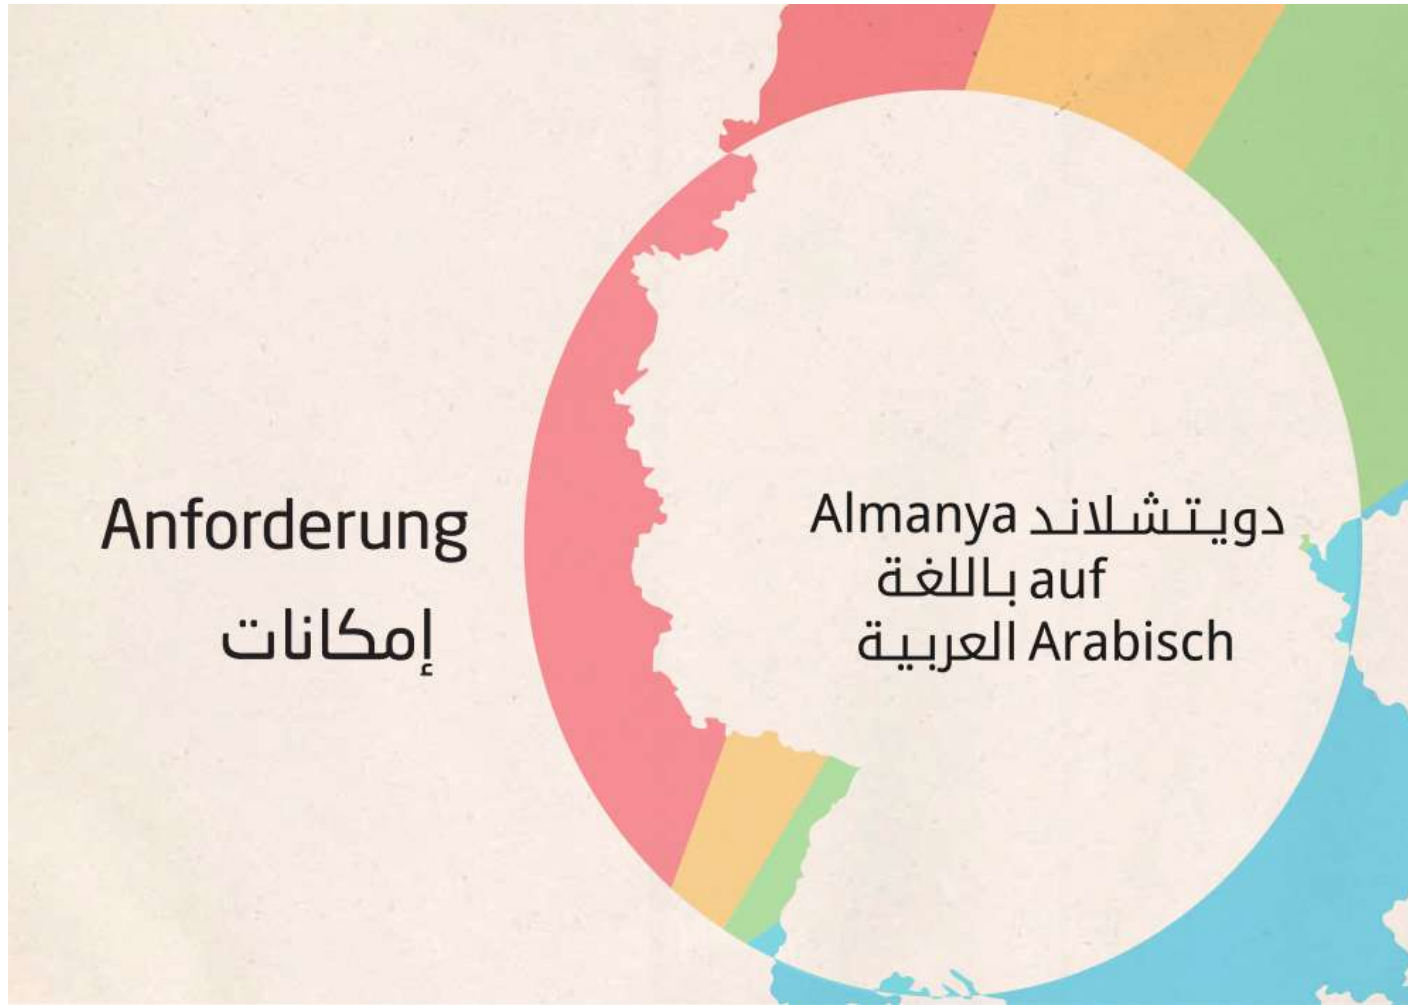 Anforderung
إمكانات
Almanya دويتشلاند
باللغة auf
العربية Arabisch